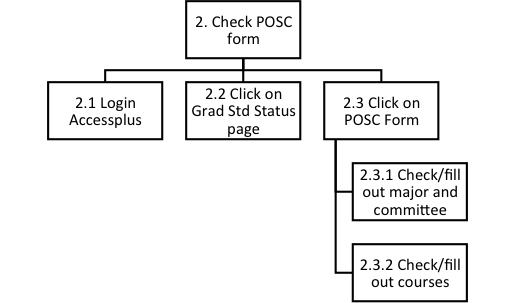 2. Check POSC
form
2.1 Login
Accessplus
2.2 Click on
Grad Std Status
page
2.3 Click on
POSC Form
2.3.1 Check/fill
out major and
committee
2.3.2 Check/fill
out courses